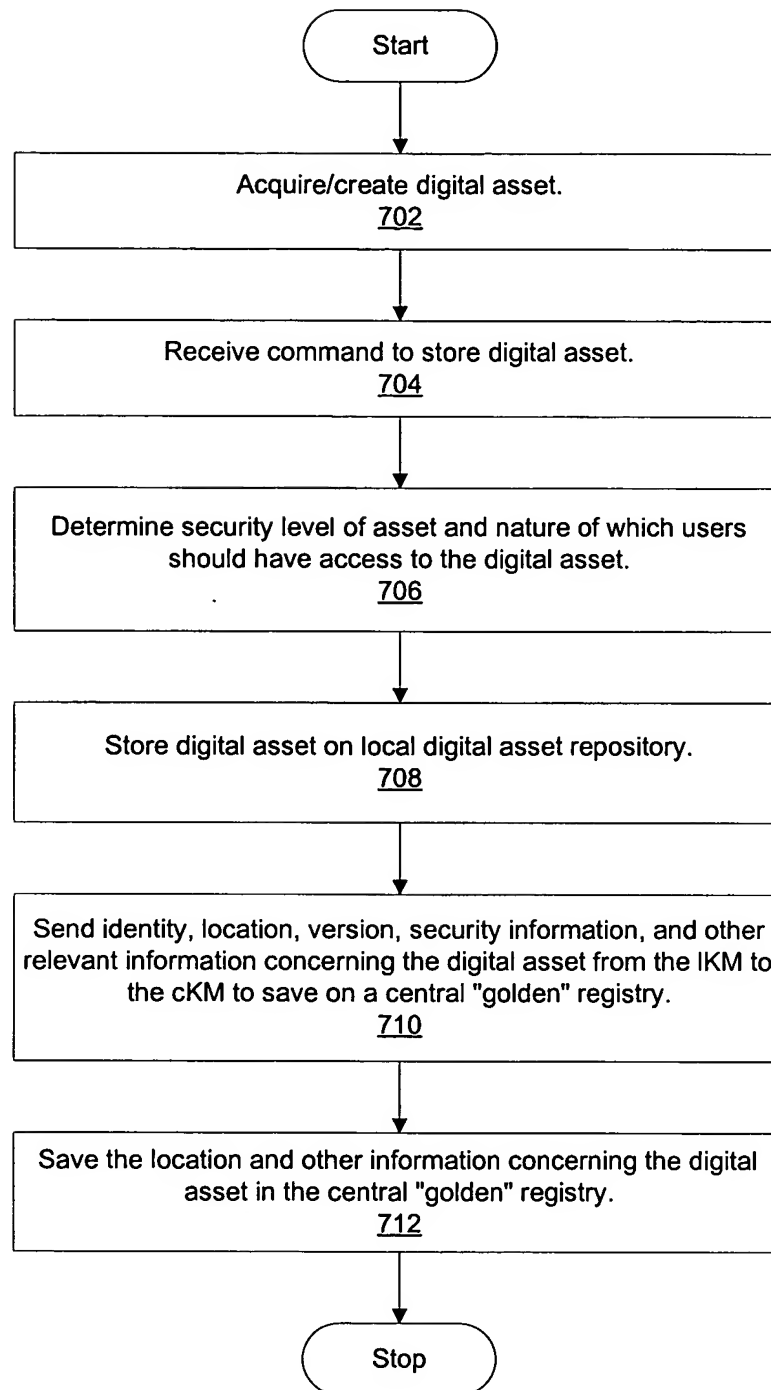 Start
Acquire/create digital asset.
702
Receive command to store digital asset.
704
Determine security level of asset and nature of which users
should have access to the digital asset.
706
Store digital asset on local digital asset repository.
708
Send identity, location, version, security information, and other
relevant information concerning the digital asset from the lKM to
the cKM to save on a central "golden" registry.
710
Save the location and other information concerning the digital
asset in the central "golden" registry.
712
Stop